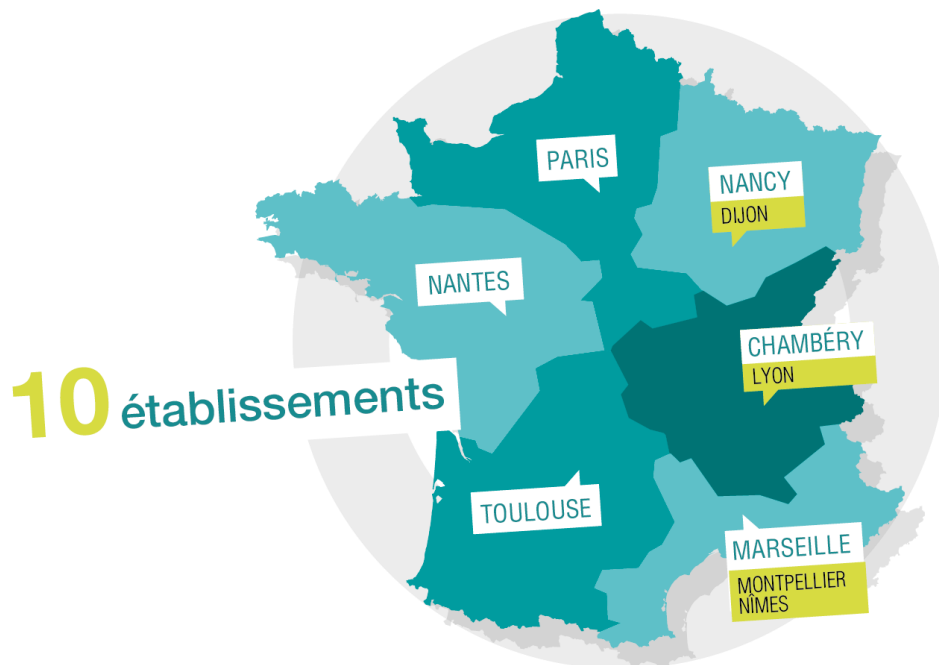 PARIS
NANCY
DIJON
NANTES
CHAMBÉRY
LYON
10 établissements
TOULOUSE
MARSEILLE
MONTPELLIER
NÎMES